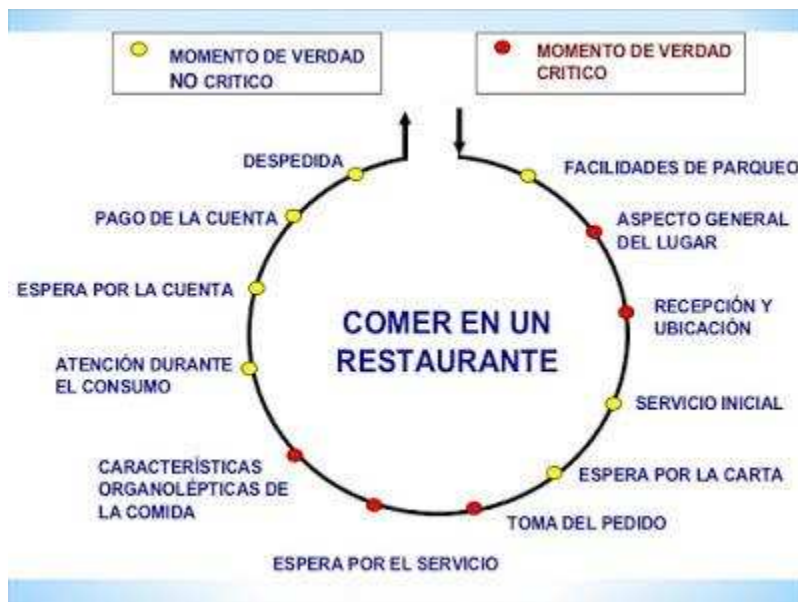 MOMENTO DE VERDAD
NO CRITICO
MOMENTO DE VERDAD
CRITICO
DESPEDIDA
FACILIDADES DE PARQUEO
PAGO DE LA CUENTA
ASPECTO GENERAL
DEL LUGAR
ESPERA POR LA CUENTA
RECEPCIÓN Y
UBICACIÓN
COMER EN UN
RESTAURANTE
ATENCIÓN DURANTE
EL CONSUMO
SERVICIO INICIAL
CARACTERÍSTICAS
ORGANOLÉPTICAS DE
LA COMIDA
ESPERA POR LA CARTA
TOMA DEL PEDIDO
ESPERA POR EL SERVICIO